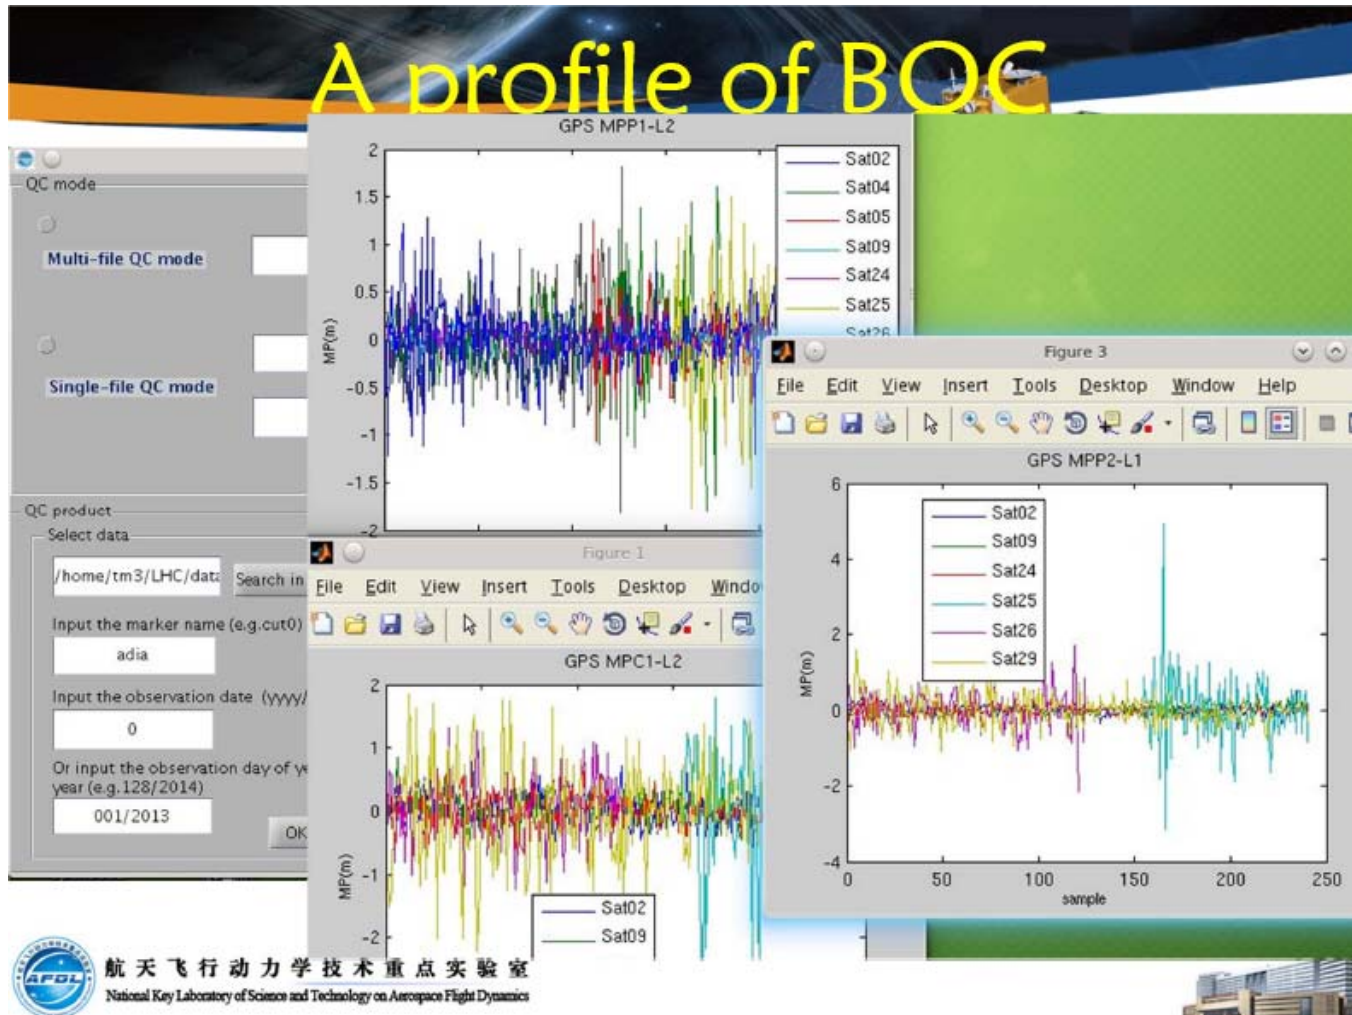 A profile of BQC
QC mode
Multi-file QC mode
Single-file QC mode
QC product
Select data
/home/tm3/LHC/data
Search in
Input the marker name (e.g.cut0)
adia
Input the observation date (yyyy/
0
Or input the observation day of ye
year (e.g.128/2014)
001/2013
OK
GPS MPP1-L2
MP(m)
2
1.5
1
0.5
0
-0.5
-1
-1.5
-2
Sat02
Sat04
Sat05
Sat09
Sat24
Sat25
Sat26
Figure 1
File Edit View Insert Tools Desktop Windo
GPS MPC1-L2
MP(m)
2
1
0
-1
-2
Sat02
Sat09
Figure 3
File Edit View Insert Tools Desktop Window Help
GPS MPP2-L1
MP(m)
6
4
2
0
-2
-4
Sat02
Sat09
Sat24
Sat25
Sat26
Sat29
0 50 100 150 200 250
sample
AFDL
航天飞行动力学技术重点实验室
National Key Laboratory of Science and Technology on Aerospace Flight Dynamics